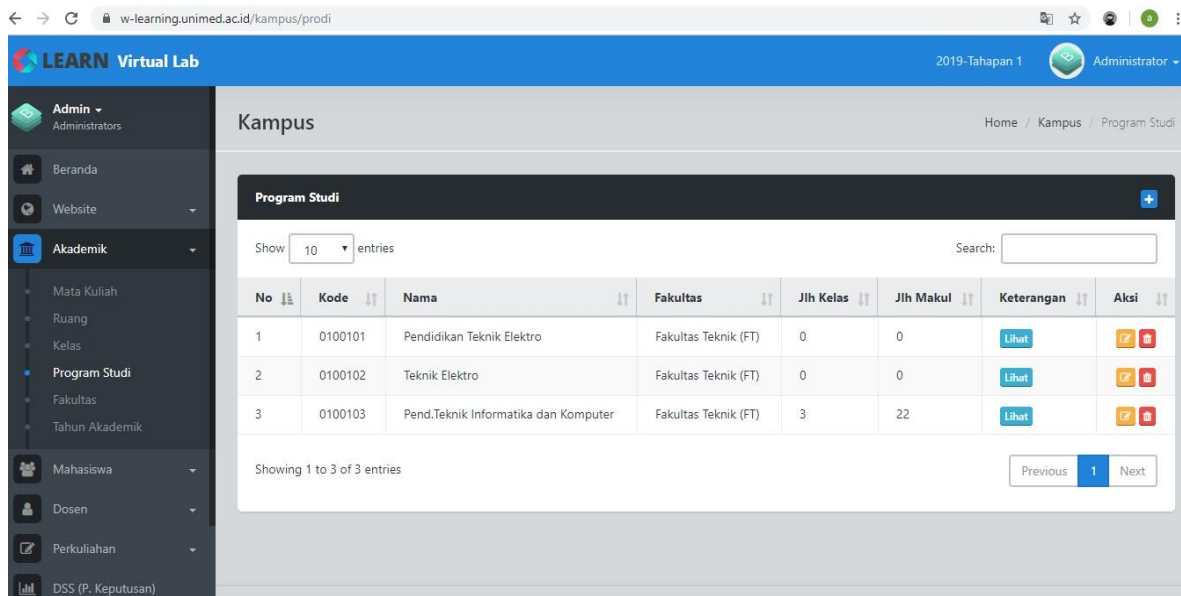 w-learning.unimed.ac.id/kampus/prodi
a
LEARN Virtual Lab
2019-Tahapan 1
Administrator
Admin
Administrators
Beranda
Website
Akademik
Mata Kuliah
Ruang
Kelas
Program Studi
Fakultas
Tahun Akademik
Mahasiswa
Dosen
Perkuliahan
DSS (P. Keputusan)
Kampus
Home / Kampus / Program Studi
Program Studi
Show 10 entries
Search:
No Kode Nama Fakultas Jlh Kelas Jlh Makul Keterangan Aksi
1 0100101 Pendidikan Teknik Elektro Fakultas Teknik (FT) 0 0 Lihat
2 0100102 Teknik Elektro Fakultas Teknik (FT) 0 0 Lihat
3 0100103 Pend.Teknik Informatika dan Komputer Fakultas Teknik (FT) 3 22 Lihat
Showing 1 to 3 of 3 entries
Previous 1 Next